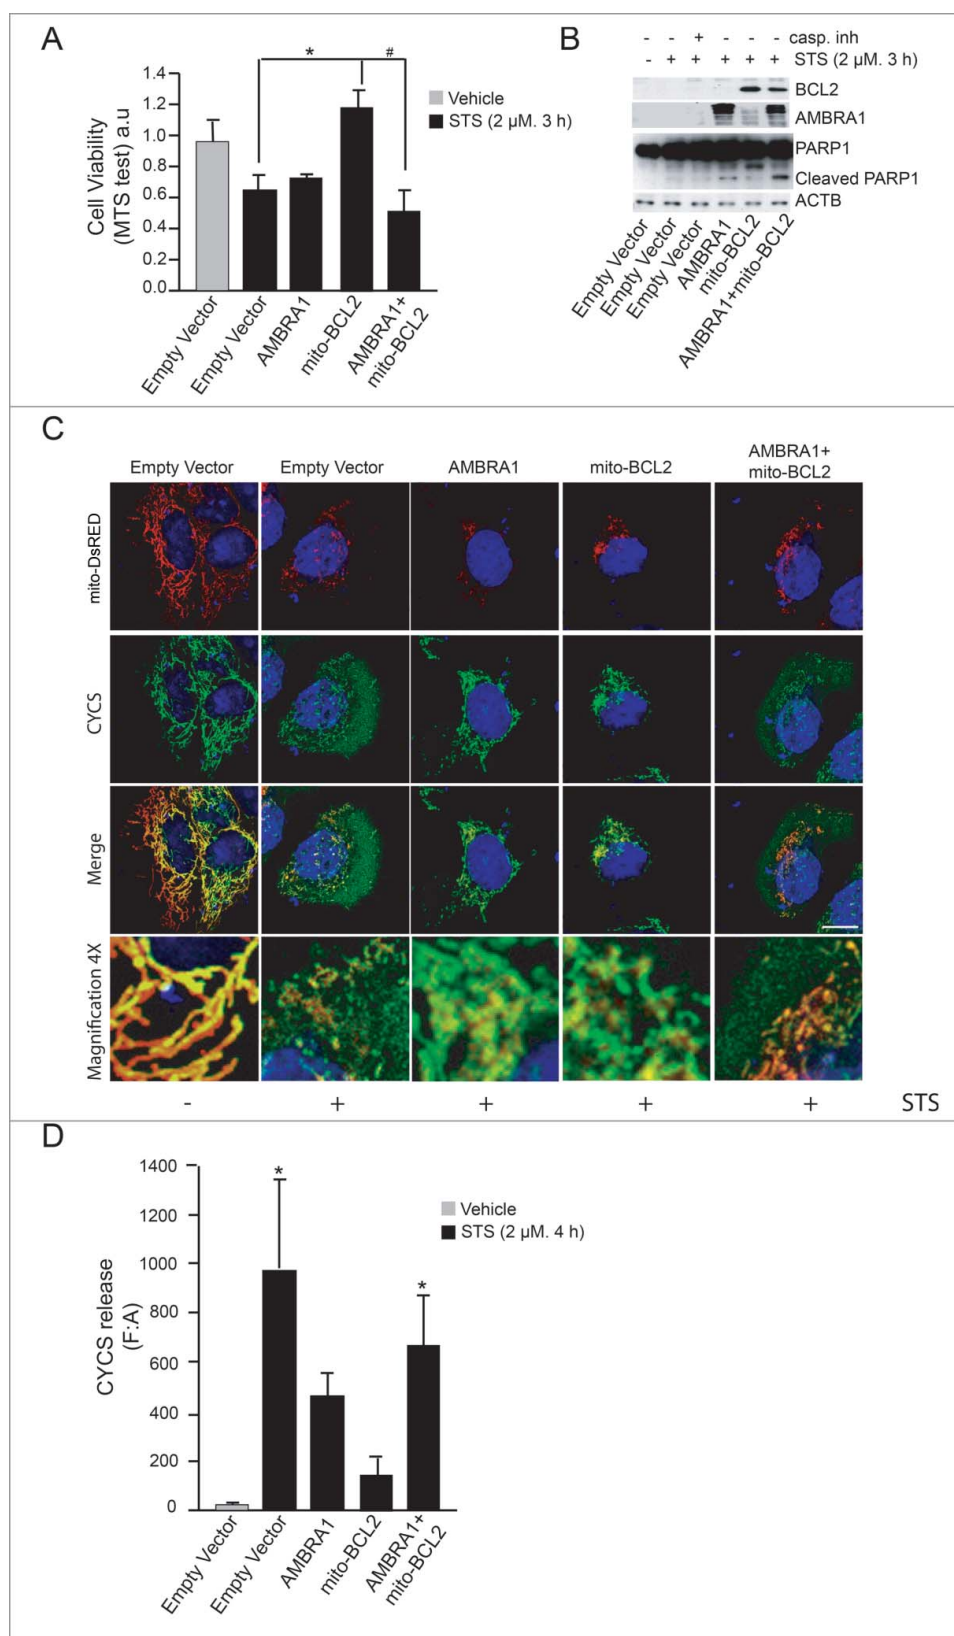 A
*
#
1.4
1.2
1.0
0.8
0.6
0.4
0.2
0.0
Cell Viability
(MTS test) a.u
Vehicle
STS (2 µM. 3 h)
Empty Vector
Empty Vector
AMBRA1
mito-BCL2
AMBRA1+
mito-BCL2
B
- - + - - - casp. inh
- + + + + + STS (2 µM. 3 h)
BCL2
AMBRA1
PARP1
Cleaved PARP1
ACTB
Empty Vector
Empty Vector
Empty Vector
AMBRA1
mito-BCL2
AMBRA1+mito-BCL2
C
Empty Vector
Empty Vector
AMBRA1
mito-BCL2
AMBRA1+
mito-BCL2
mito-DsRED
CYCS
Merge
Magnification 4X
- + + + + STS
D
1400
1200
1000
800
600
400
200
0
CYCS release
(F:A)
*
*
Vehicle
STS (2 µM. 4 h)
Empty Vector
Empty Vector
AMBRA1
mito-BCL2
AMBRA1+
mito-BCL2